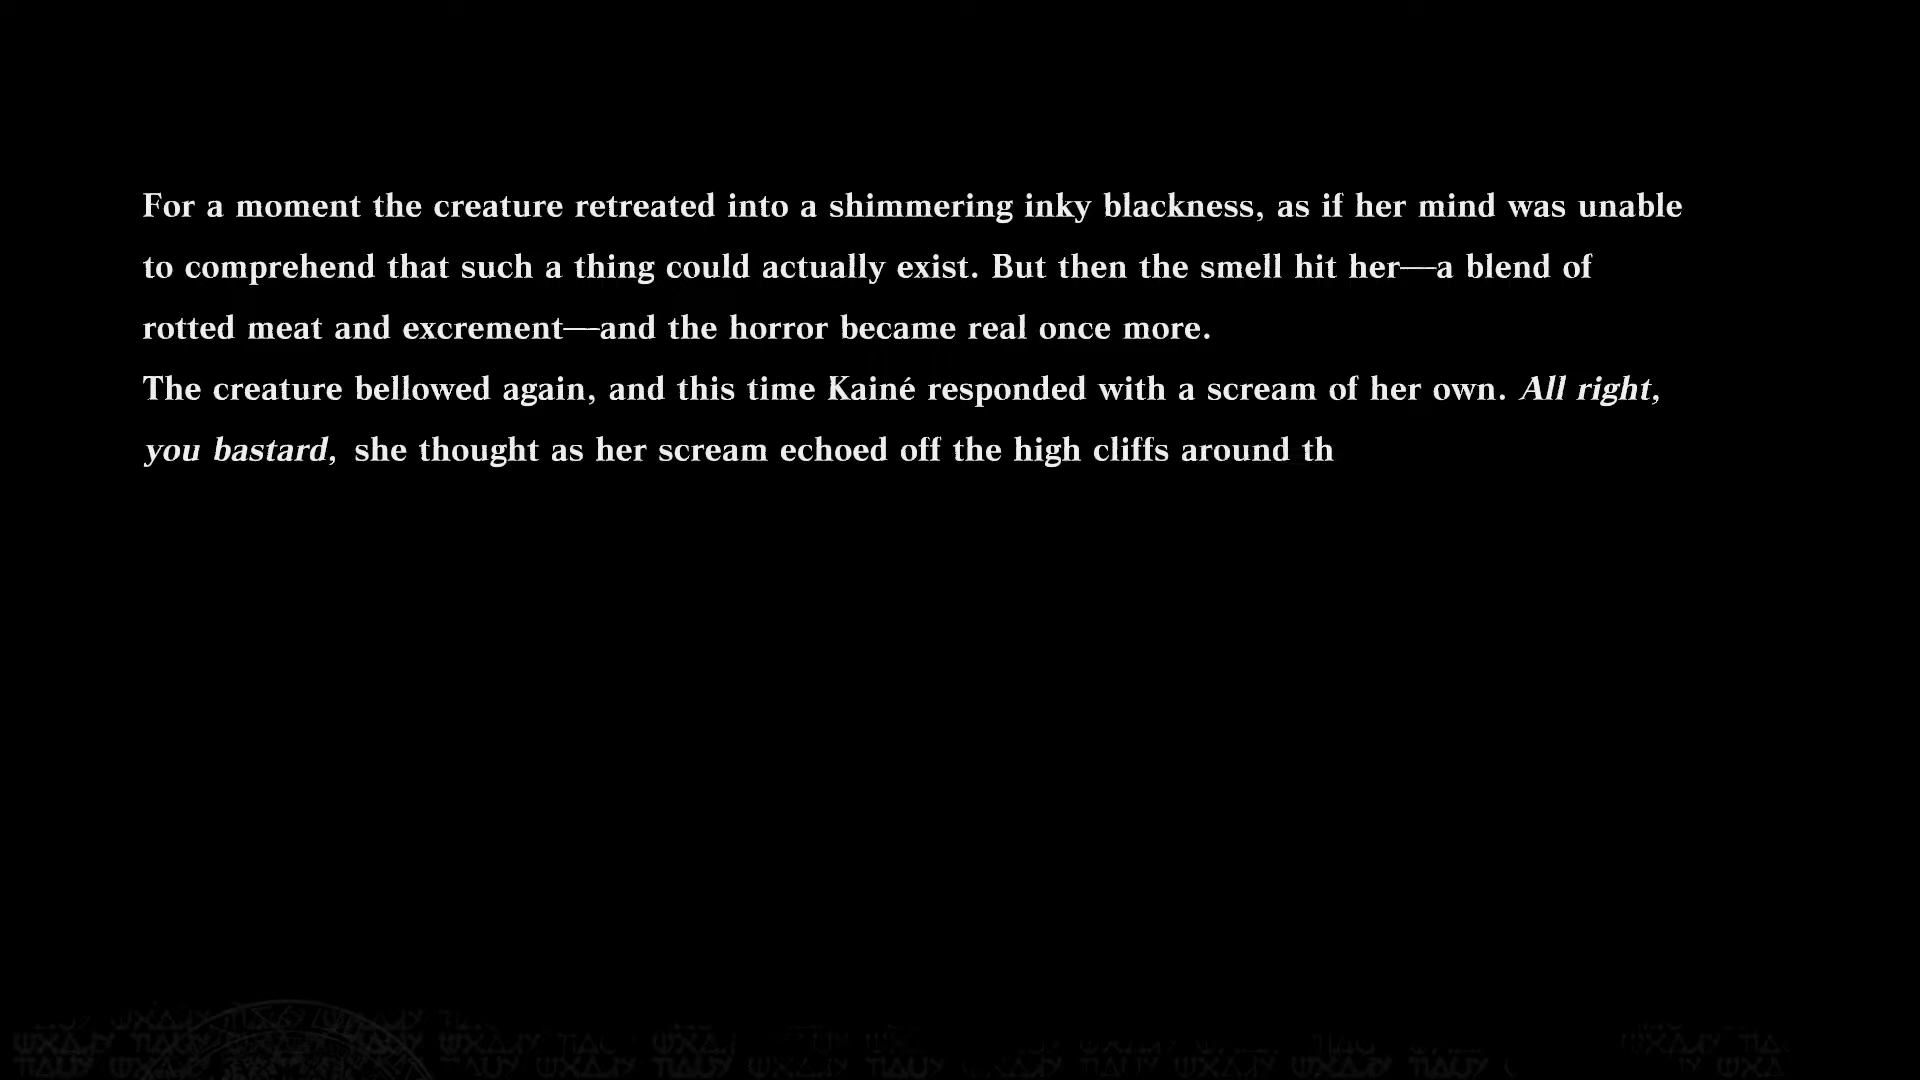 For a moment the creature retreated into a shimmering inky blackness, as if her mind was unable
to comprehend that such a thing could actually exist. But then the smell hit her—a blend of
rotted meat and excrement—and the horror became real once more.
The creature bellowed again, and this time Kainé responded with a scream of her own. All right,
you bastard, she thought as her scream echoed off the high cliffs around th